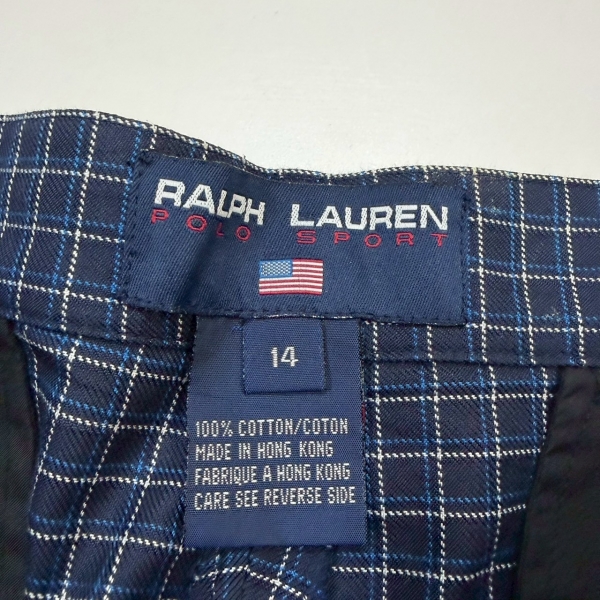 RALPH LAUREN
POLO SPORT
14
100% COTTON/COTON
MADE IN HONG KONG
FABRIQUE A HONG KONG
CARE SEE REVERSE SIDE